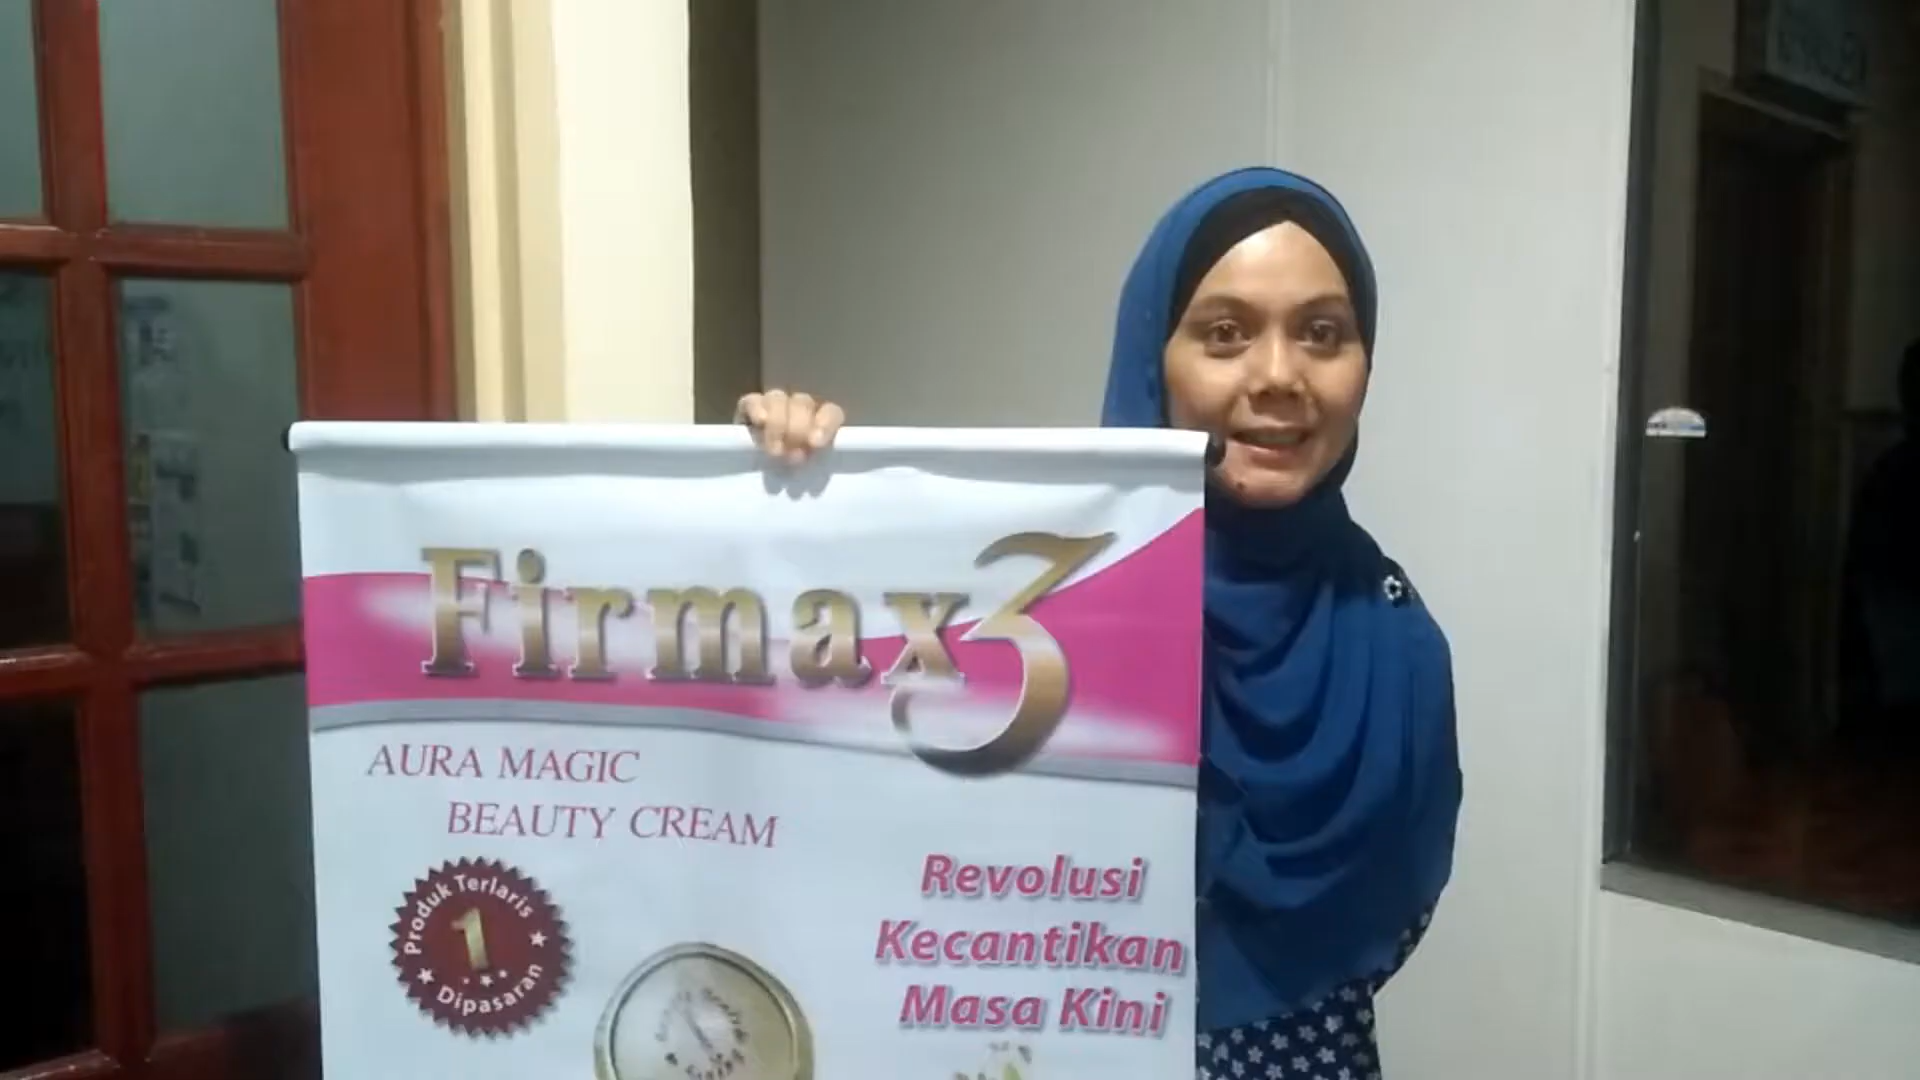 Firmax3
AURA MAGIC
BEAUTY CREAM
Produk Terlaris
1
Dipasaran
Revolusi
Kecantikan
Masa Kini